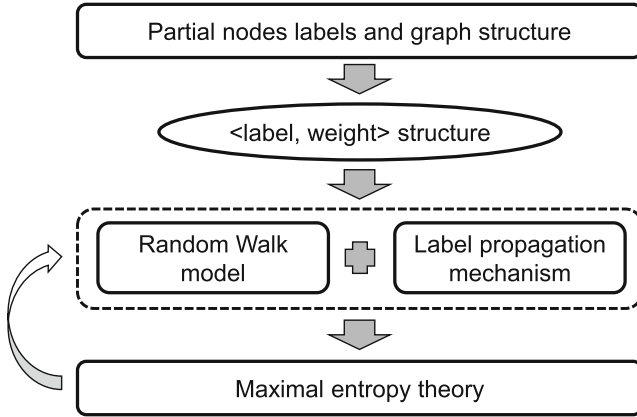 Partial nodes labels and graph structure
<label, weight> structure
Random Walk
model
Label propagation
mechanism
Maximal entropy theory